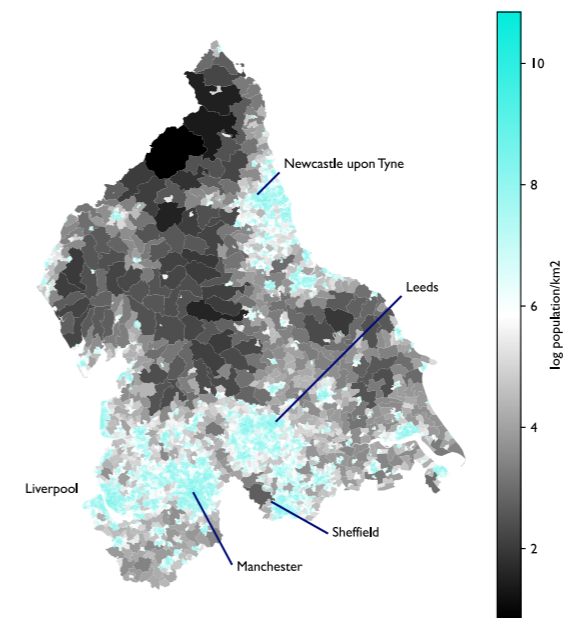 10
Newcastle upon Tyne
8
Leeds
6
log population/km2
4
Liverpool
Sheffield
2
Manchester